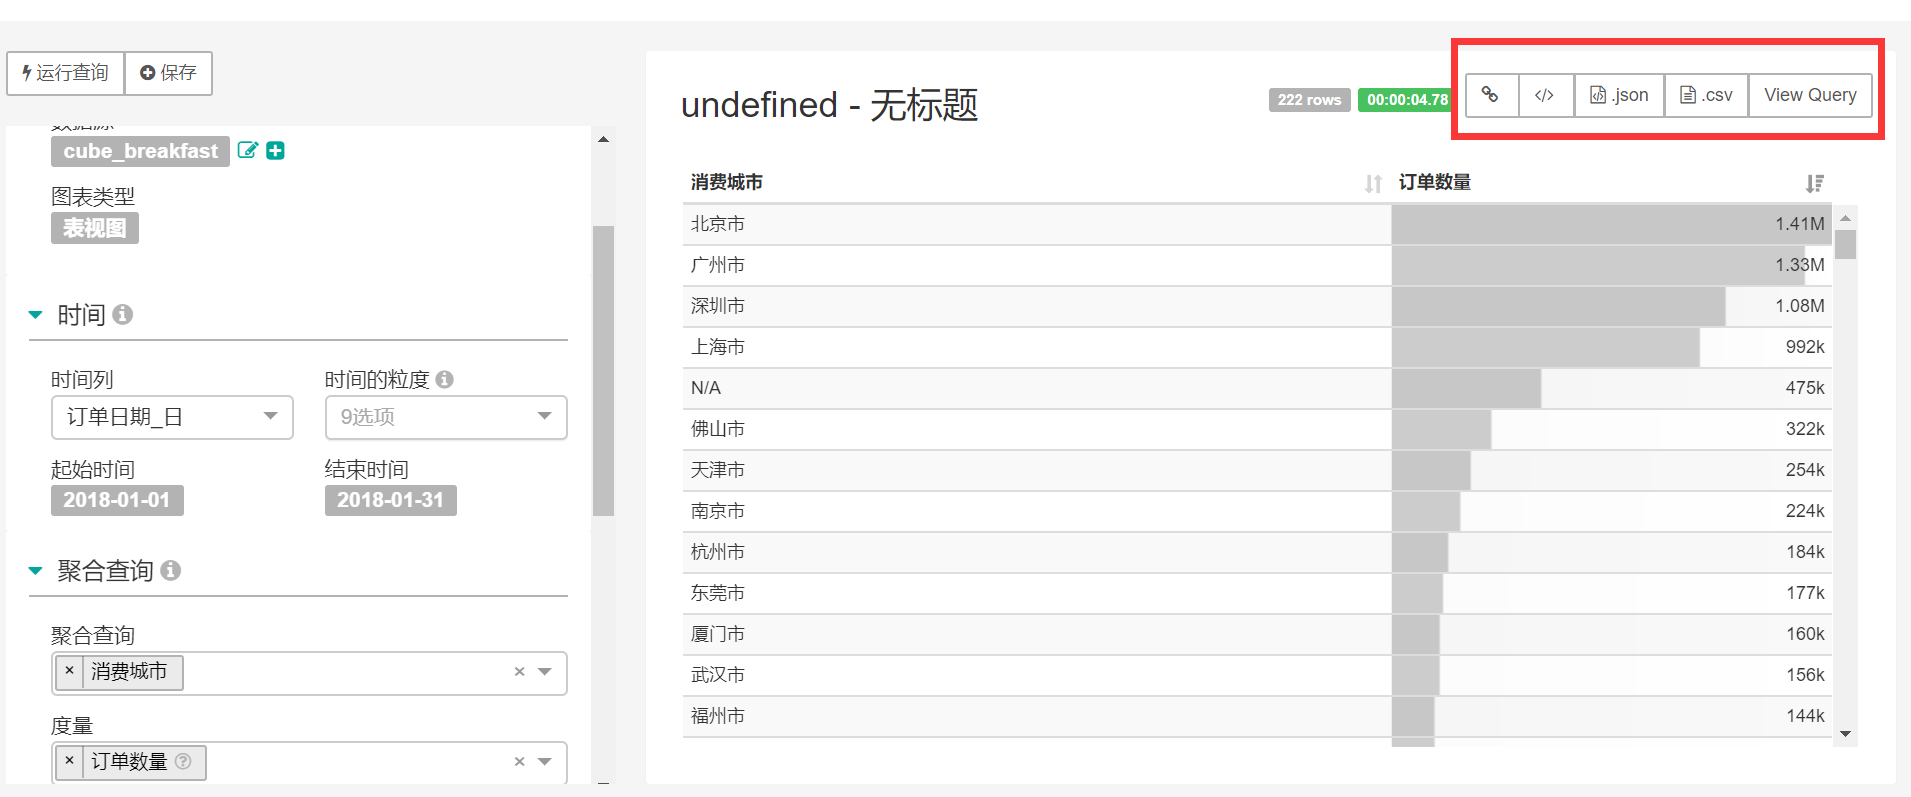 运行查询 保存
数据源
cube_breakfast
图表类型
表视图
时间
时间列 时间的粒度
订单日期_日 9选项
起始时间 结束时间
2018-01-01 2018-01-31
聚合查询
聚合查询
× 消费城市 ×
度量
× 订单数量 ×
undefined - 无标题
222 rows 00:00:04.78
.json .csv View Query
消费城市 订单数量
北京市 1.41M
广州市 1.33M
深圳市 1.08M
上海市 992k
N/A 475k
佛山市 322k
天津市 254k
南京市 224k
杭州市 184k
东莞市 177k
厦门市 160k
武汉市 156k
福州市 144k